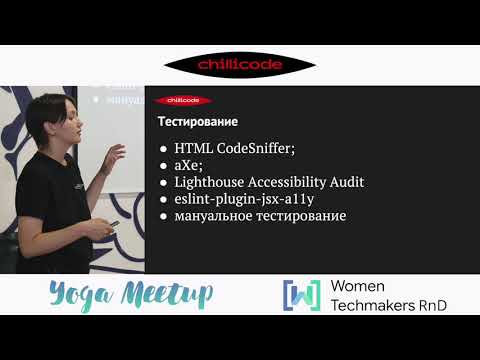 chillicode
chillicode
Тестирование
● HTML CodeSniffer;
● aXe;
● Lighthouse Accessibility Audit
● eslint-plugin-jsx-a11y
● мануальное тестирование
● мануаль
Yoga Meetup
[W] Women
Techmakers RnD